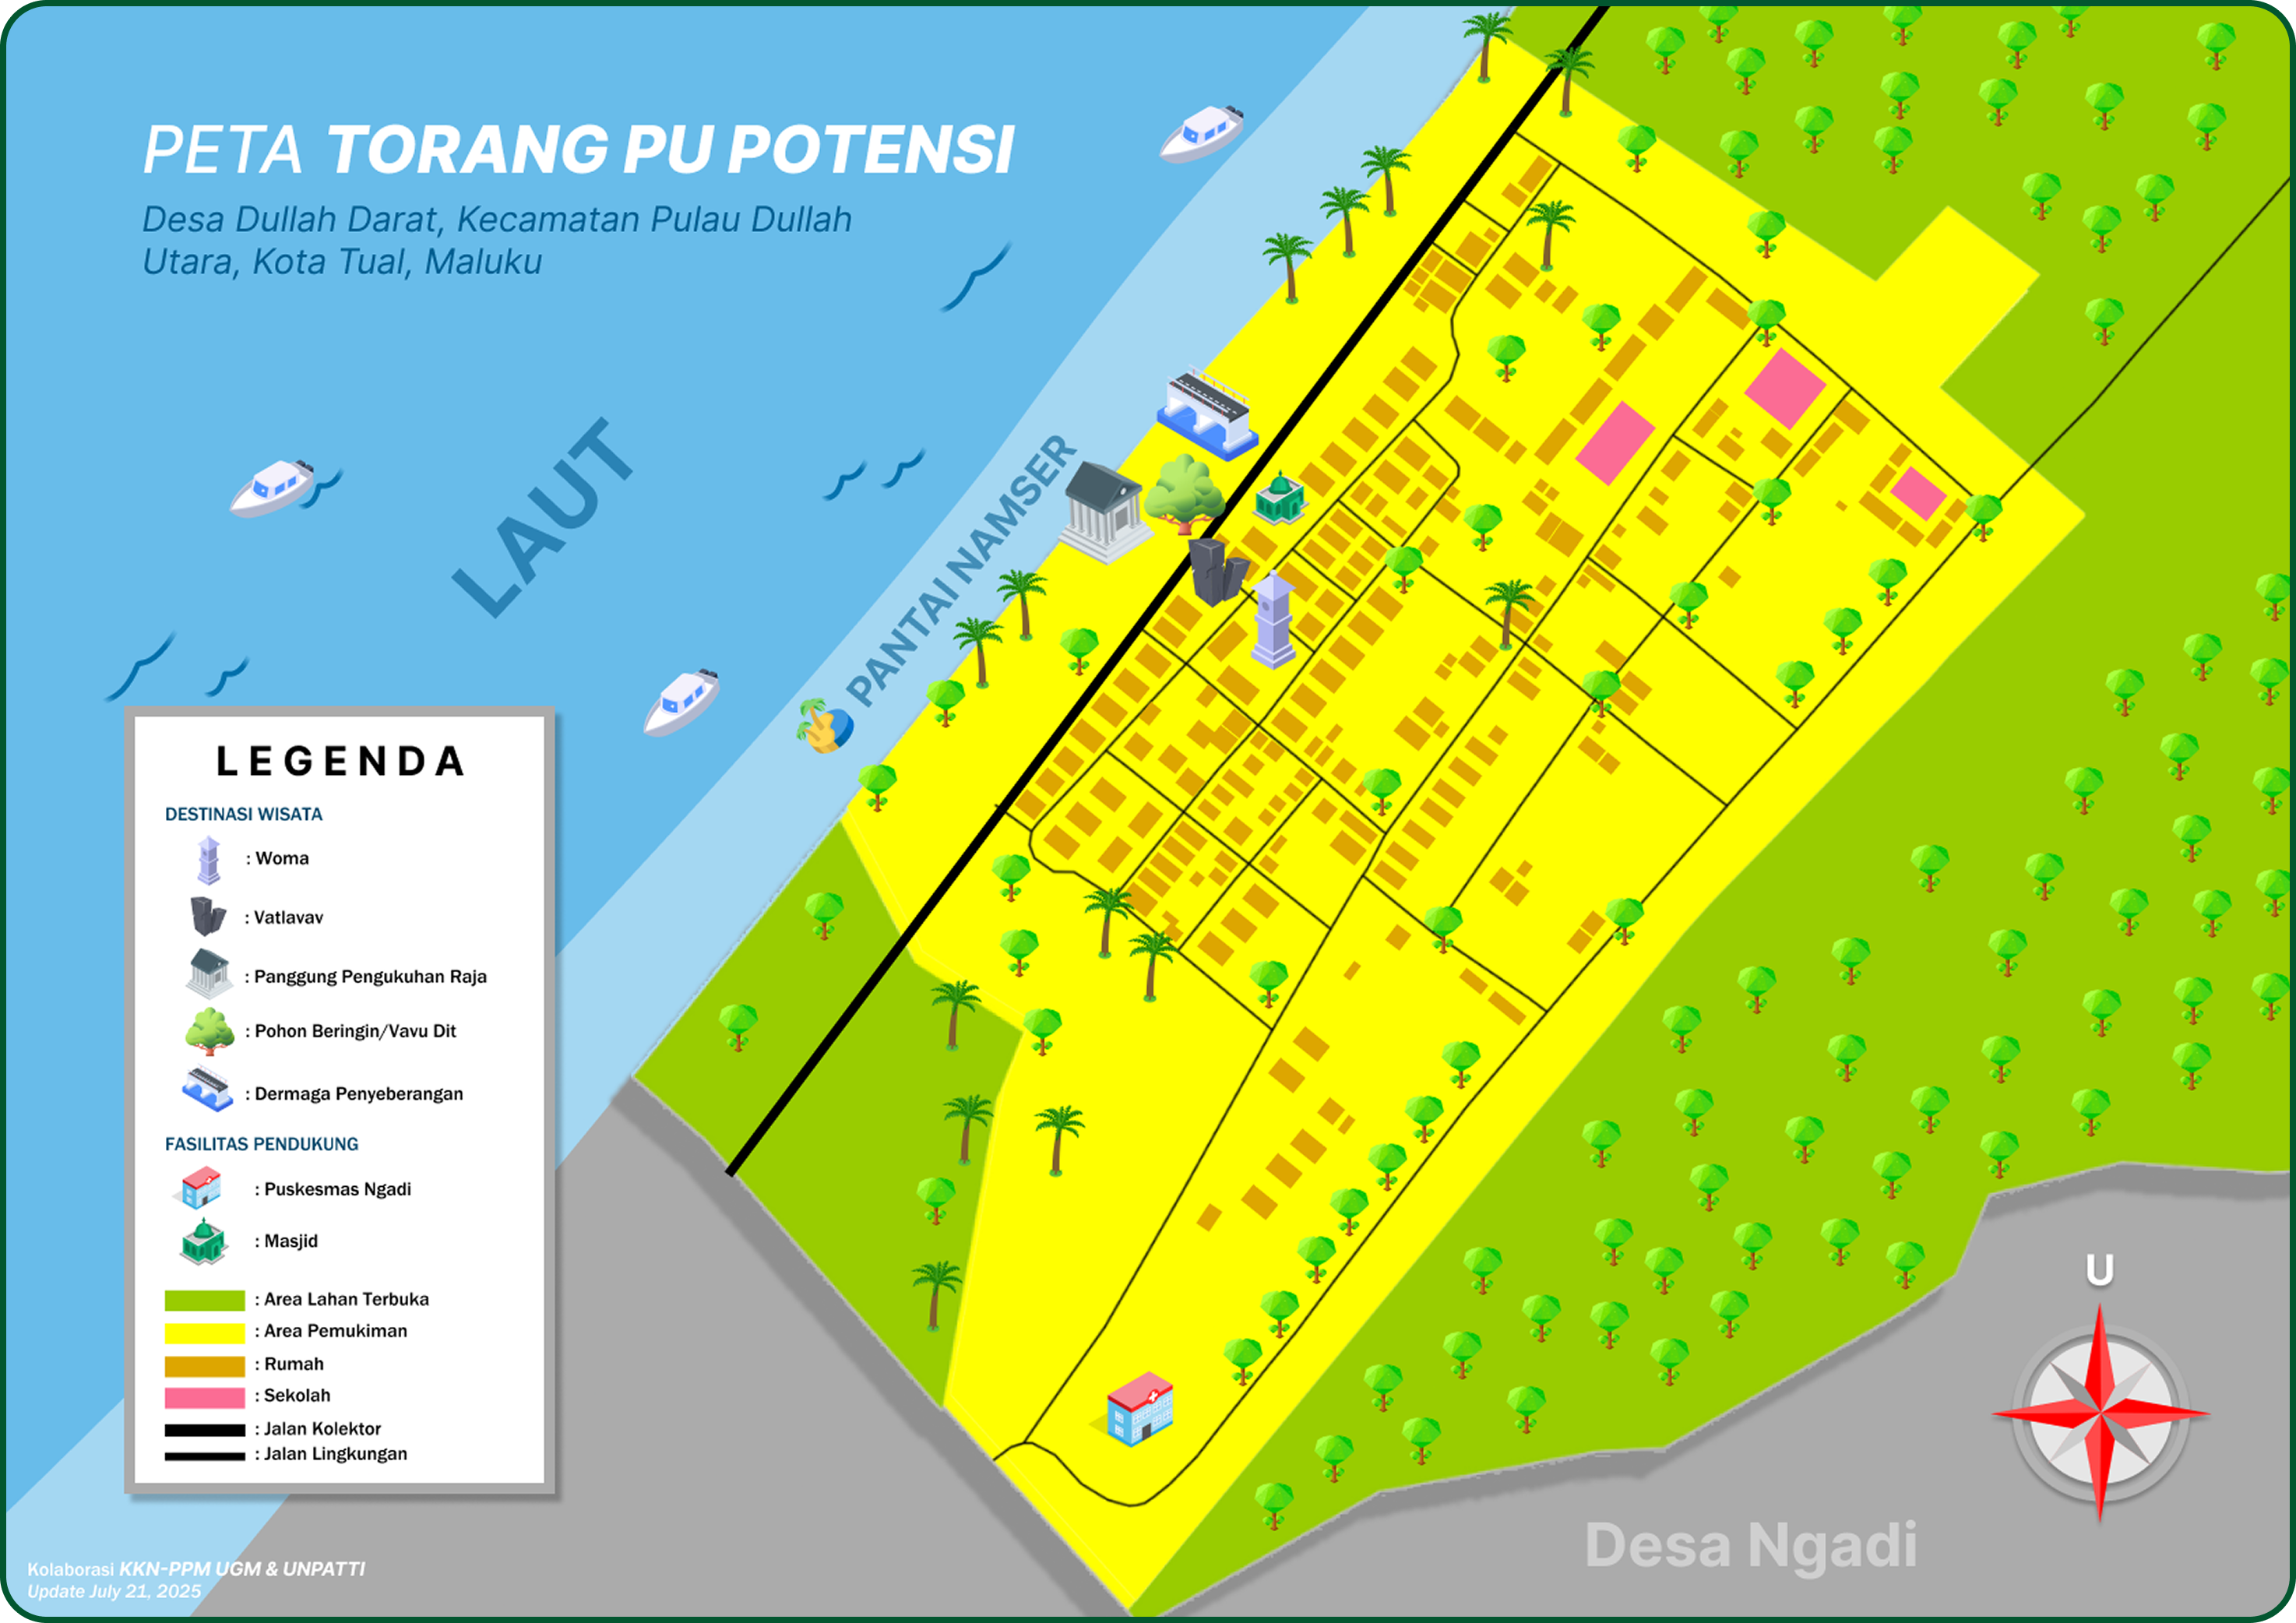 PETA TORANG PU POTENSI
Desa Dullah Darat, Kecamatan Pulau Dullah
Utara, Kota Tual, Maluku
LAUT
PANTAI NAMSER
LEGENDA
DESTINASI WISATA
: Woma
: Vatlavav
: Panggung Pengukuhan Raja
: Pohon Beringin/Vavu Dit
: Dermaga Penyeberangan
FASILITAS PENDUKUNG
: Puskesmas Ngadi
: Masjid
: Area Lahan Terbuka
: Area Pemukiman
: Rumah
: Sekolah
: Jalan Kolektor
: Jalan Lingkungan
U
Desa Ngadi
Kolaborasi KKN-PPM UGM & UNPATTI
Update July 21, 2025